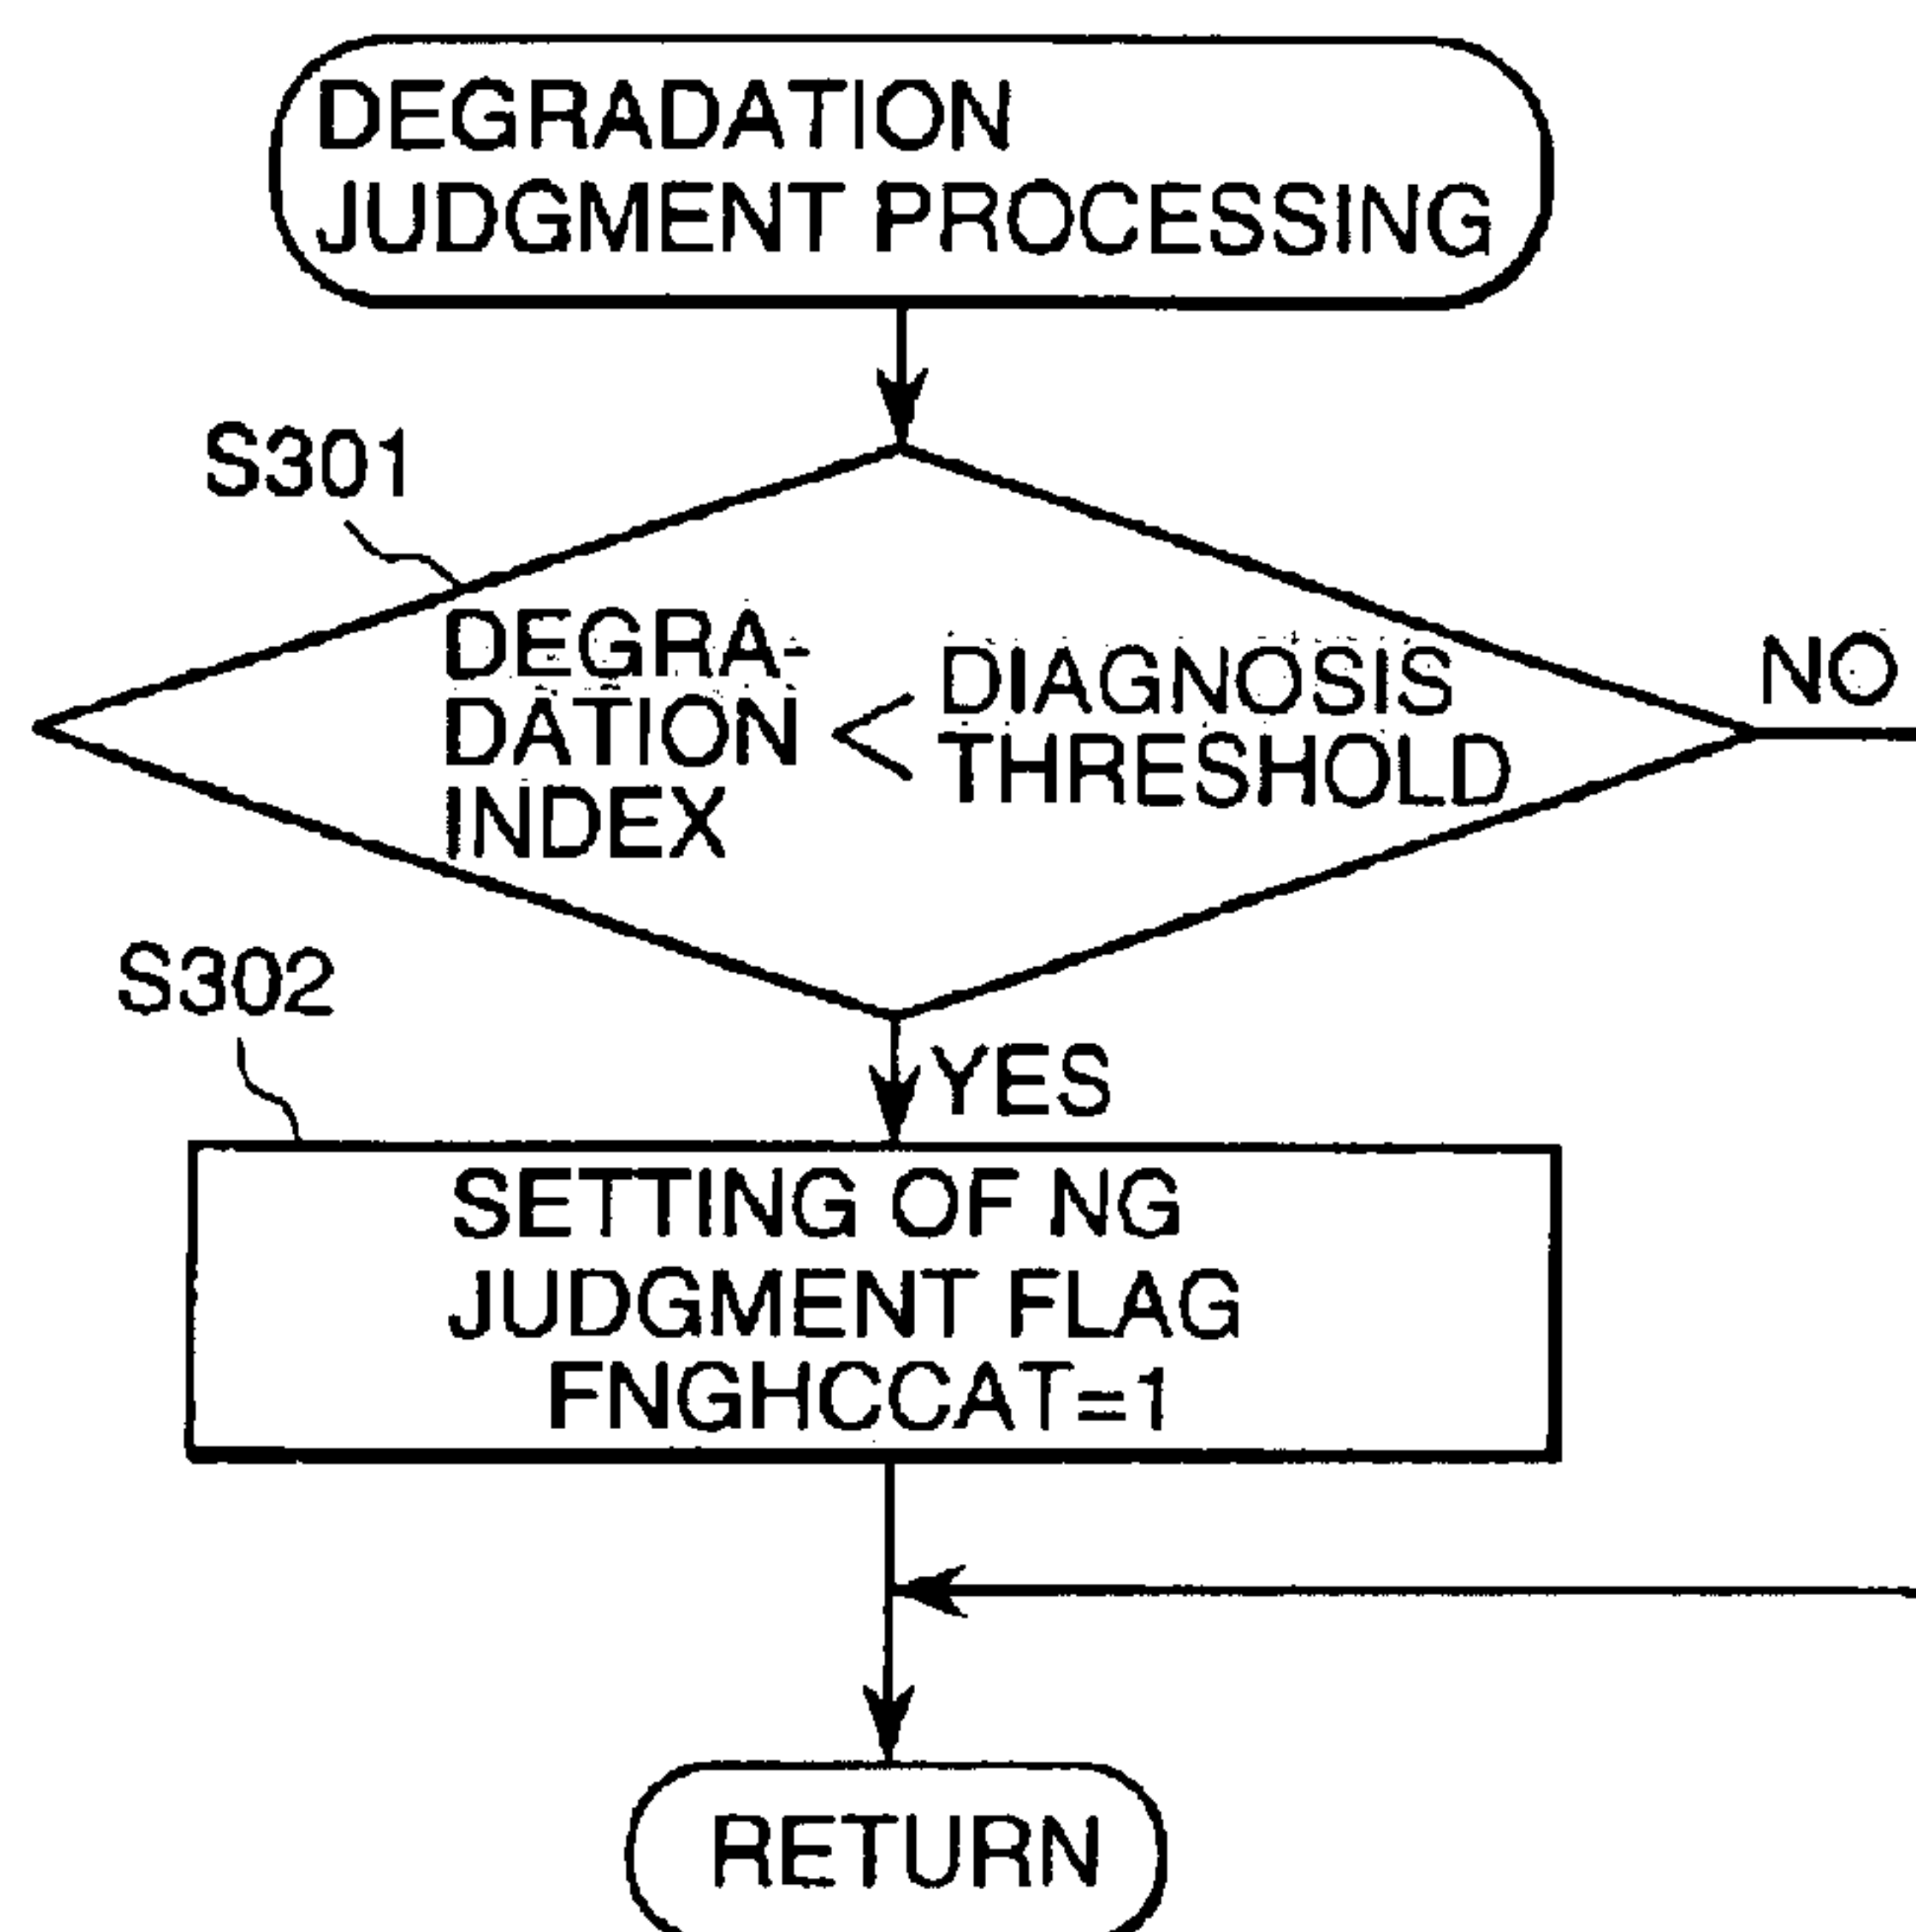 DEGRADATION
JUDGMENT PROCESSING
S301
DEGRA-
DATION
INDEX
<
DIAGNOSIS
THRESHOLD
NO
S302
YES
SETTING OF NG
JUDGMENT FLAG
FNGHCCAT=1
RETURN